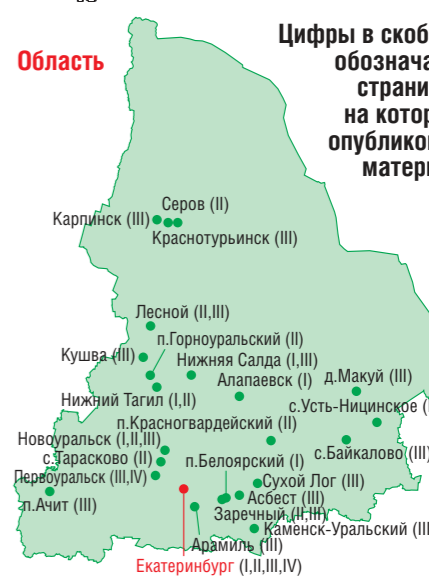 Область
Цифры в скоб
обозначa
страни
на котор
опубликов
матери
Серов (II)
Карпинск (III)
Краснотурьинск (III)
Лесной (II,III)
п.Горноуральский (II)
Кушва (III)
Нижняя Салда (I,III)
Алапаевск (I)
д.Макуй (III)
Нижний Тагил (I,II)
с.Усть-Ницинское (
п.Красногвардейский (II)
Новоуральск (I,II,III)
с.Байкалово (III)
с.Тарасково (II)
п.Белоярский (I)
Первоуральск (III,IV)
Сухой Лог (III)
п.Ачит (III)
Асбест (III)
Заречный (II,III)
Каменск-Уральский (III
Арамиль (III)
Екатеринбург (I,II,III,IV)